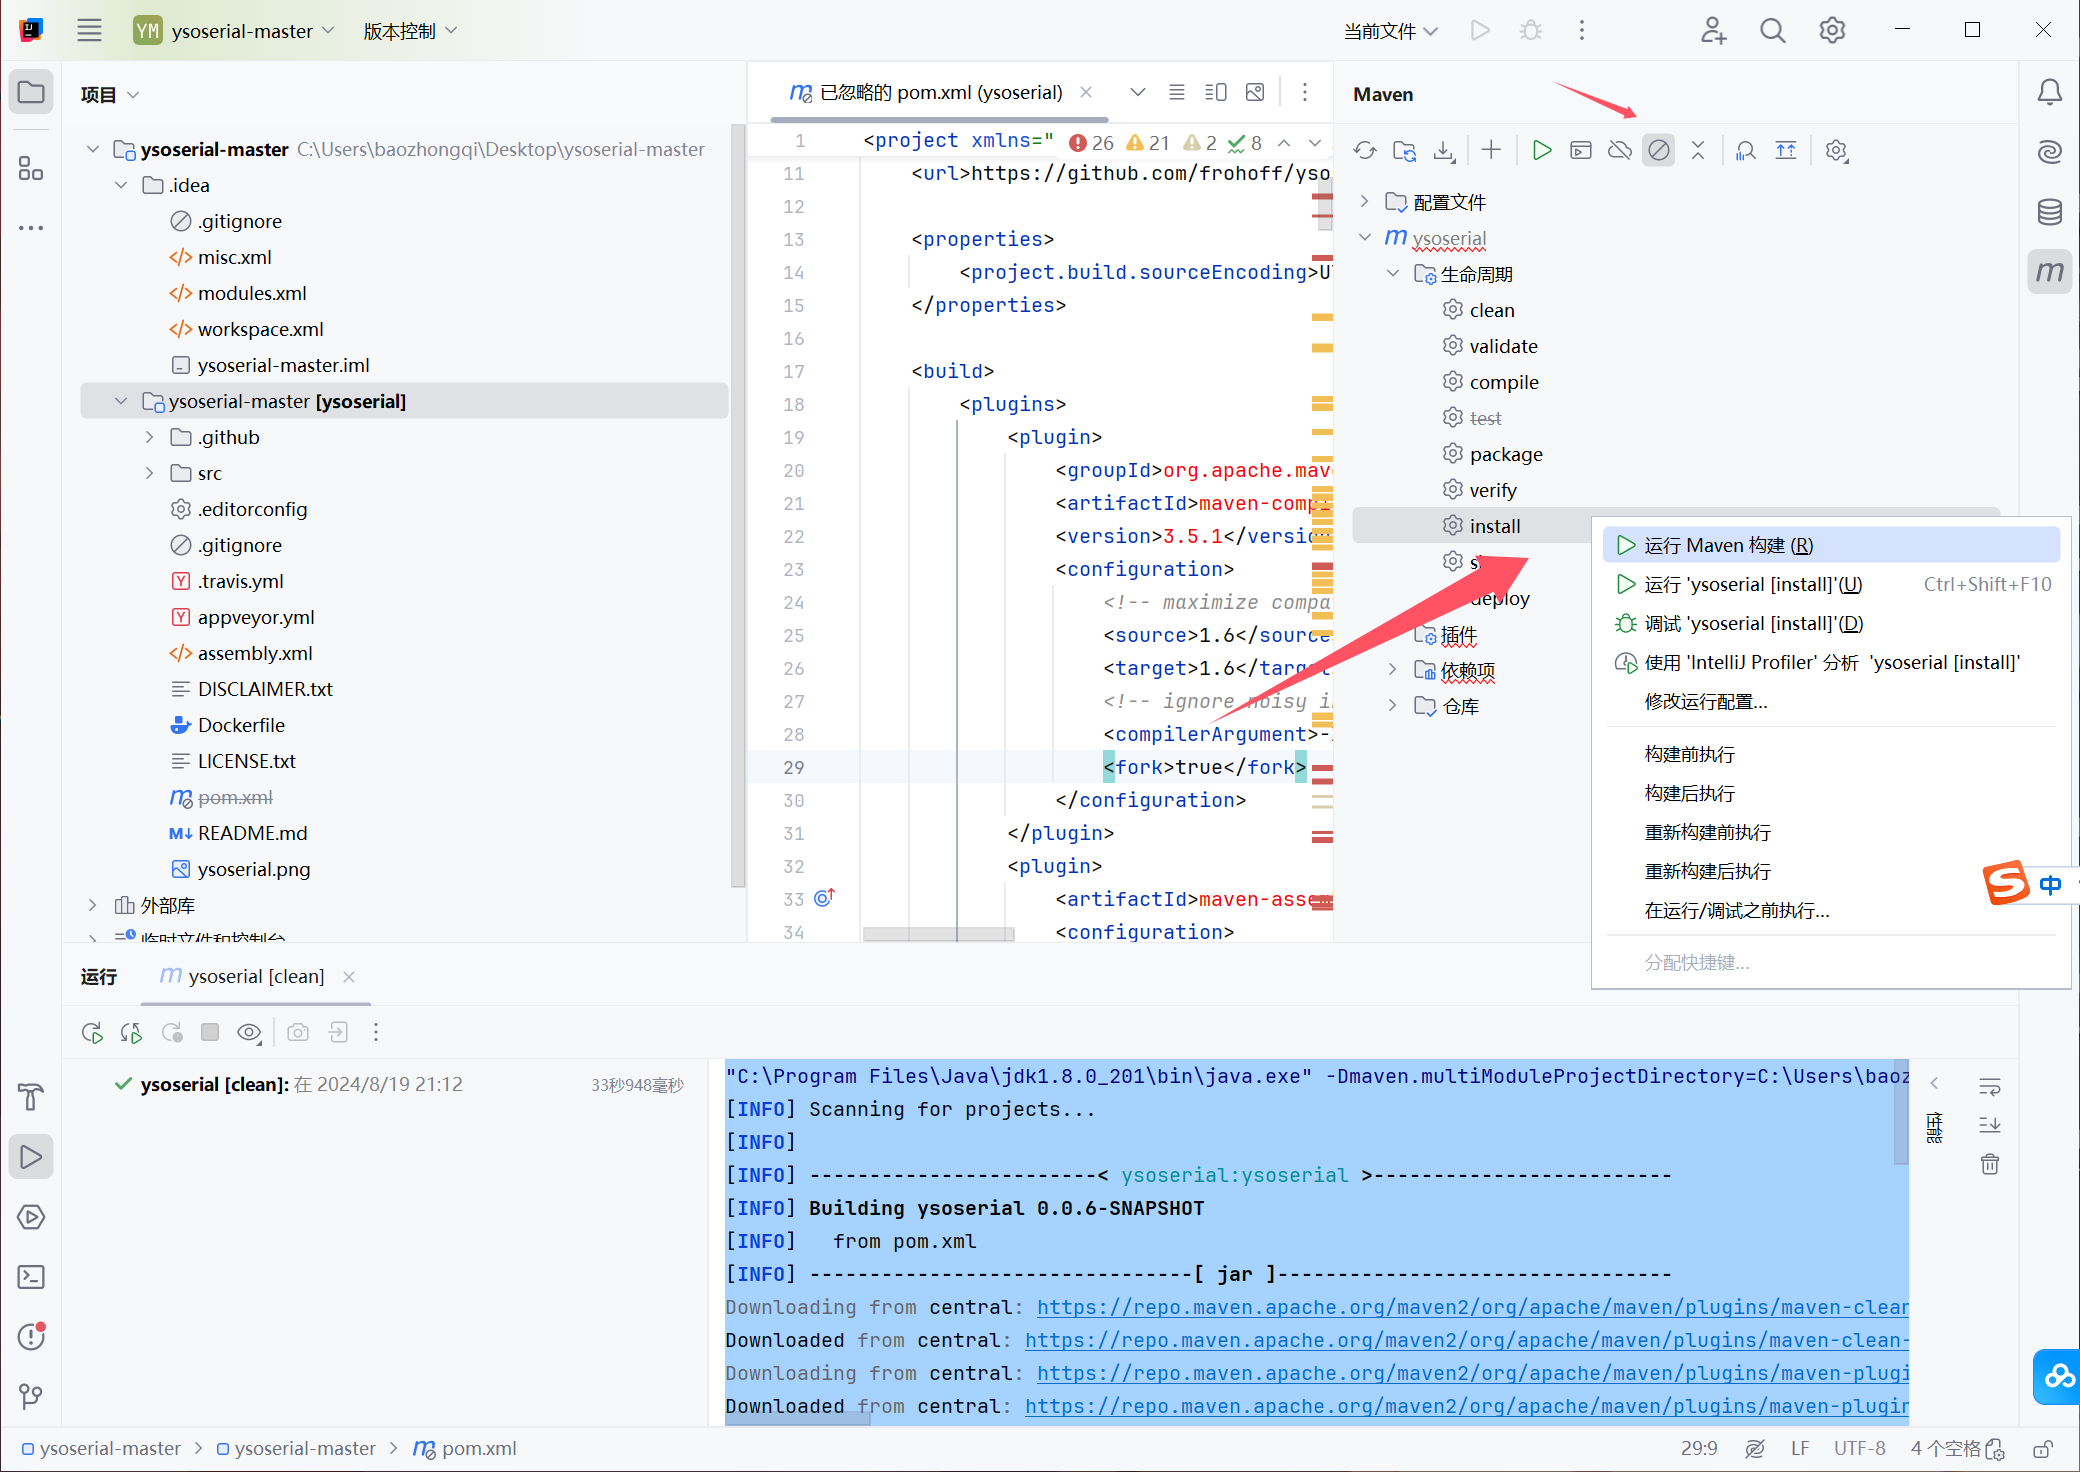 YM ysoserial-master 版本控制 当前文件
项目
ysoserial-master C:\Users\baozhongqi\Desktop\ysoserial-master
.idea
.gitignore
misc.xml
modules.xml
workspace.xml
ysoserial-master.iml
ysoserial-master [ysoserial]
.github
src
.editorconfig
.gitignore
.travis.yml
appveyor.yml
assembly.xml
DISCLAIMER.txt
Dockerfile
LICENSE.txt
pom.xml
README.md
ysoserial.png
外部库
临时文件和控制台
已忽略的 pom.xml (ysoserial)
1 <project xmlns=" 26 21 2 8
11 <url>https://github.com/frohoff/yso
12
13 <properties>
14 <project.build.sourceEncoding>U
15 </properties>
16
17 <build>
18 <plugins>
19 <plugin>
20 <groupId>org.apache.mav
21 <artifactId>maven-comp
22 <version>3.5.1</versio
23 <configuration>
24 <!-- maximize compa
25 <source>1.6</source
26 <target>1.6</target
27 <!-- ignore noisy i
28 <compilerArgument>-
29 <fork>true</fork>
30 </configuration>
31 </plugin>
32 <plugin>
33 <artifactId>maven-assem
34 <configuration>
Maven
配置文件
m ysoserial
生命周期
clean
validate
compile
test
package
verify
install
s
deploy
插件
依赖项
仓库
运行 Maven 构建 (R)
运行 'ysoserial [install]'(U) Ctrl+Shift+F10
调试 'ysoserial [install]'(D)
使用 'IntelliJ Profiler' 分析 'ysoserial [install]'
修改运行配置...
构建前执行
构建后执行
重新构建前执行
重新构建后执行
在运行/调试之前执行...
分配快捷键...
中
运行 m ysoserial [clean]
ysoserial [clean]: 在 2024/8/19 21:12 33秒948毫秒
"C:\Program Files\Java\jdk1.8.0_201\bin\java.exe" -Dmaven.multiModuleProjectDirectory=C:\Users\baoz
[INFO] Scanning for projects...
[INFO]
[INFO] ------------------------< ysoserial:ysoserial >-------------------------
[INFO] Building ysoserial 0.0.6-SNAPSHOT
[INFO] from pom.xml
[INFO] --------------------------------[ jar ]---------------------------------
Downloading from central: https://repo.maven.apache.org/maven2/org/apache/maven/plugins/maven-clean
Downloaded from central: https://repo.maven.apache.org/maven2/org/apache/maven/plugins/maven-clean-
Downloading from central: https://repo.maven.apache.org/maven2/org/apache/maven/plugins/maven-plugi
Downloaded from central: https://repo.maven.apache.org/maven2/org/apache/maven/plugins/maven-plugin
性能
ysoserial-master > ysoserial-master > pom.xml 29:9 LF UTF-8 4 个空格